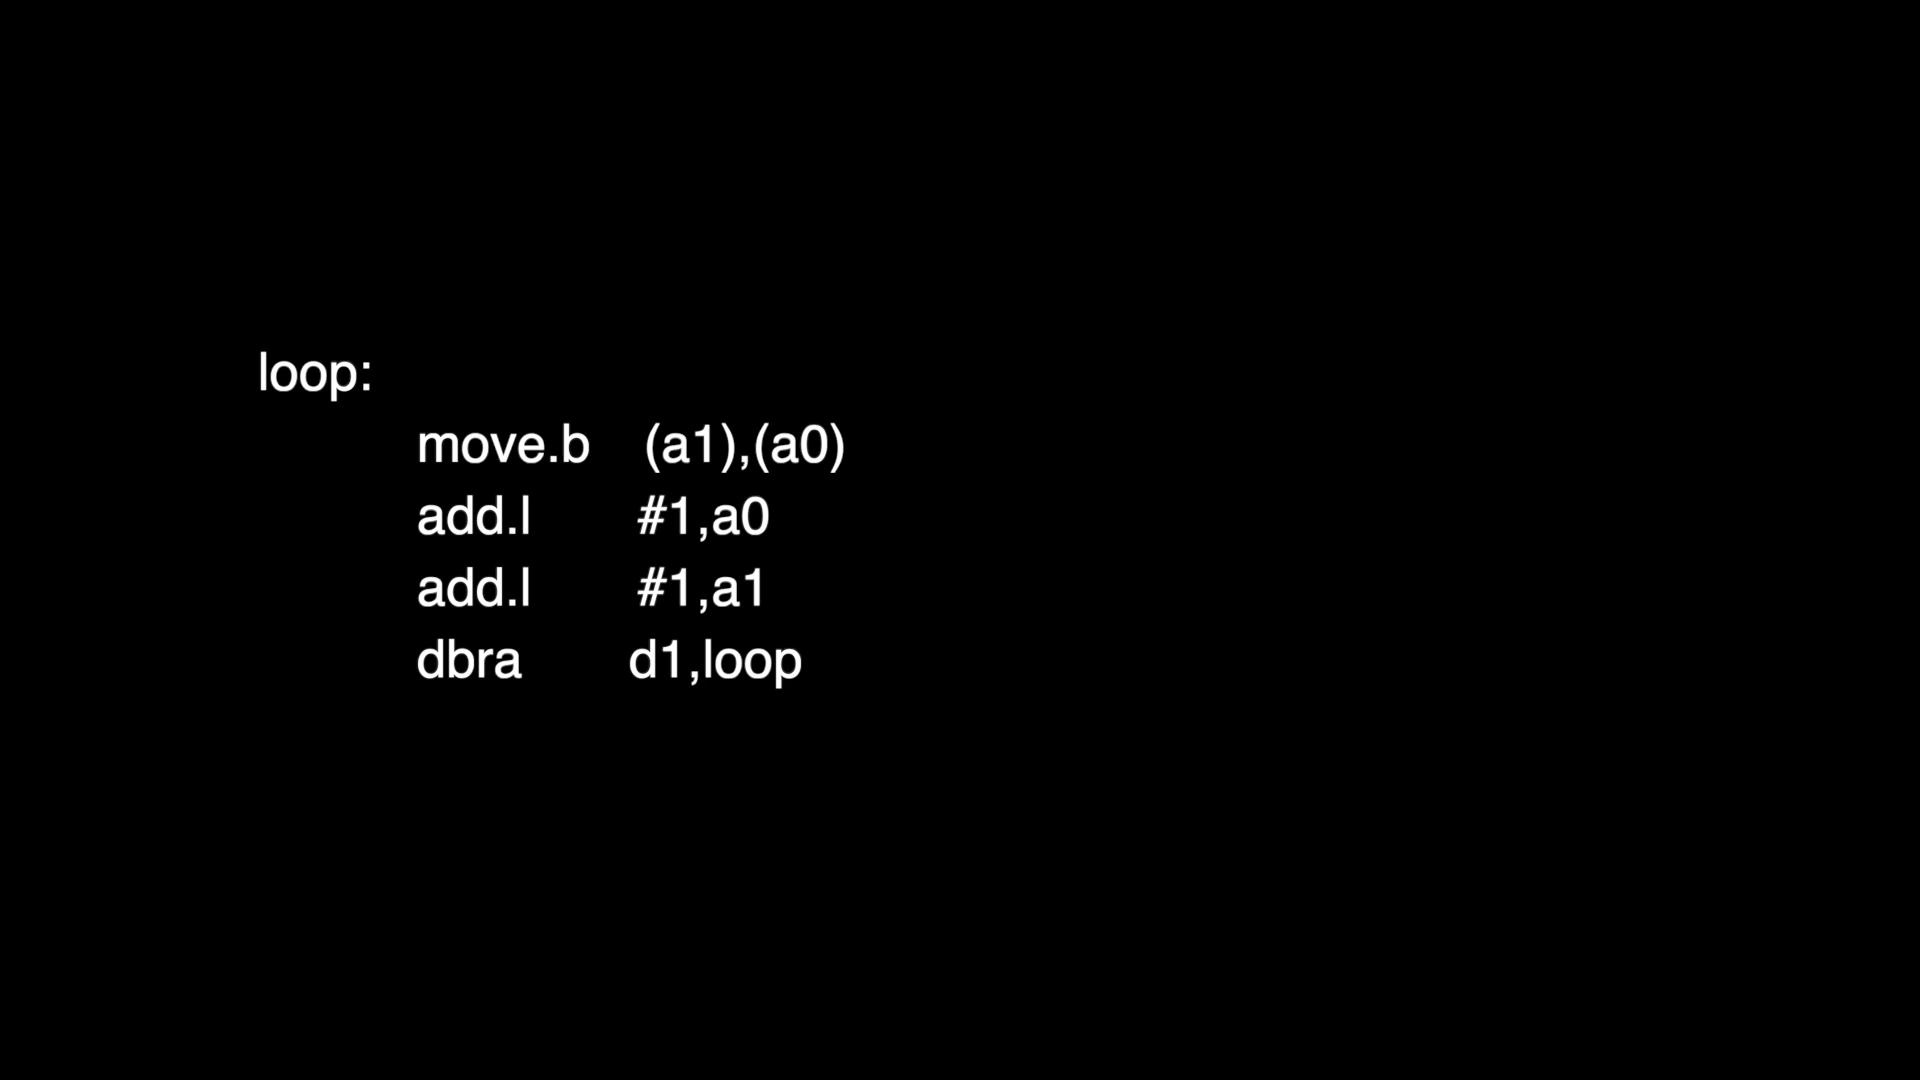 loop:
move.b (a1),(a0)
add.l #1,a0
add.l #1,a1
dbra d1,loop